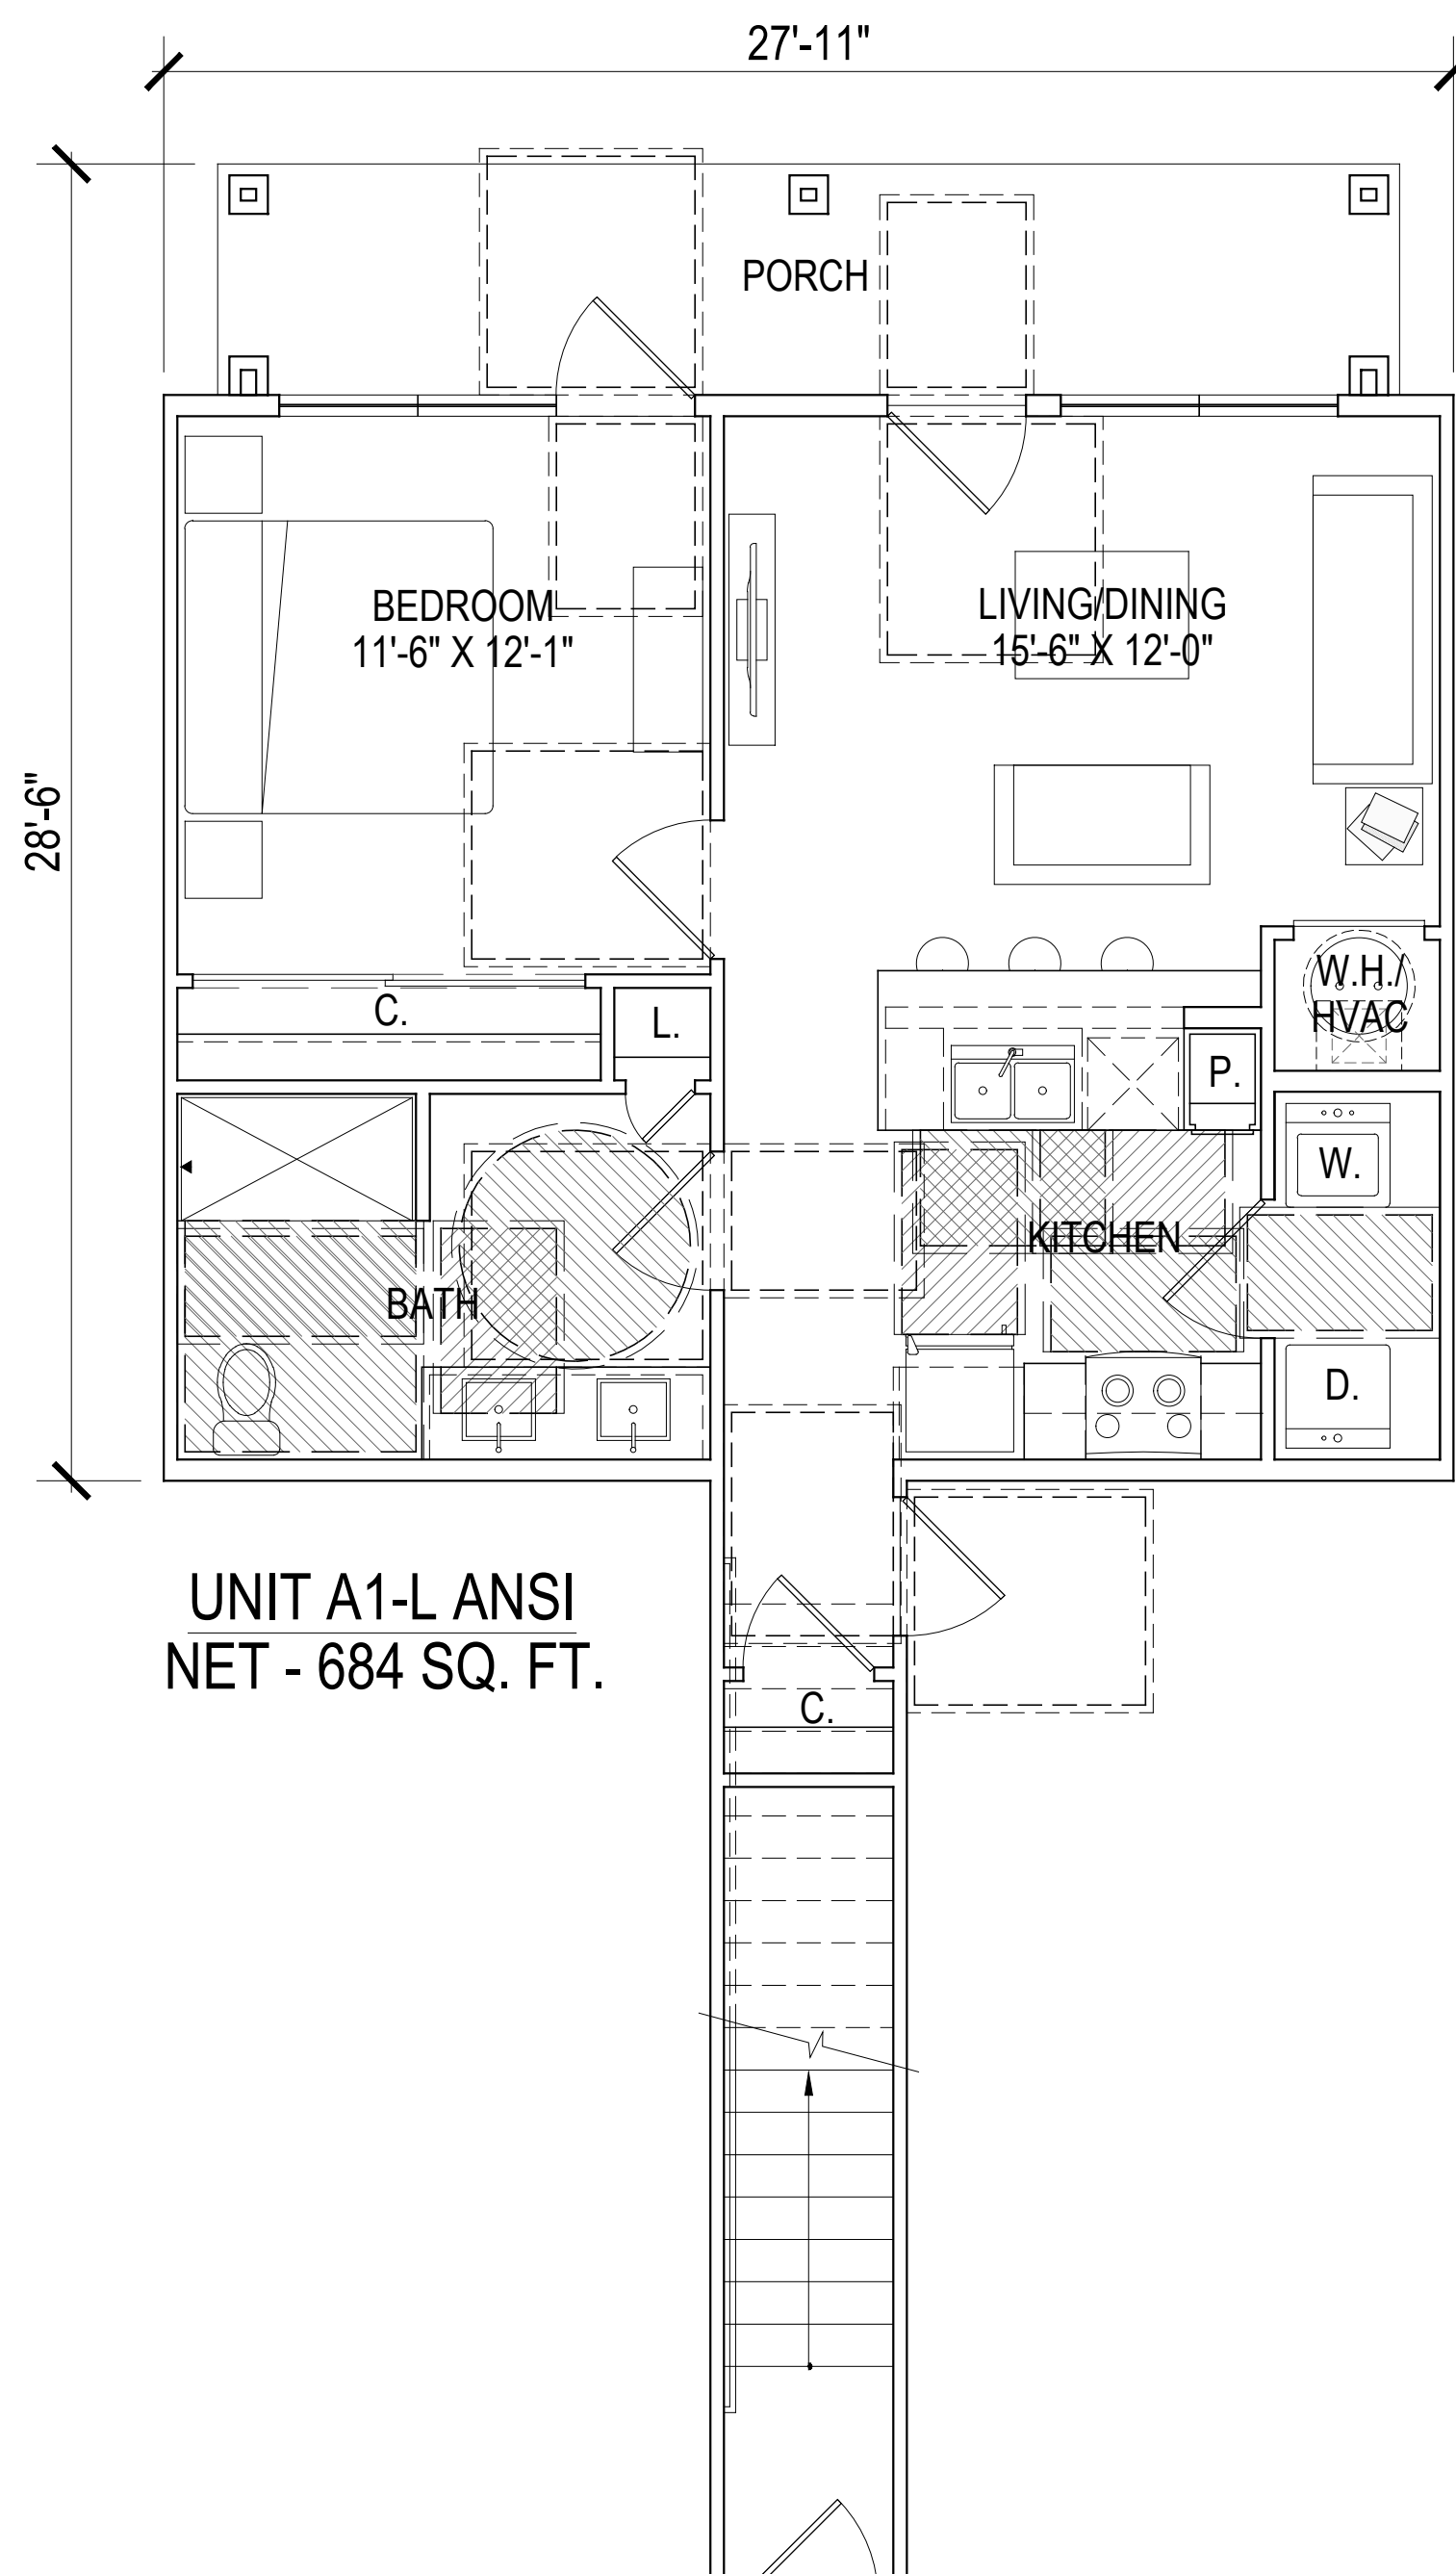 27'-11"
PORCH
28'-6"
BEDROOM
11'-6" X 12'-1"
LIVING/DINING
15'-6" X 12'-0"
W.H./
HVAC
C.
L.
P.
W.
KITCHEN
BATH
D.
UNIT A1-L ANSI
NET - 684 SQ. FT.
C.